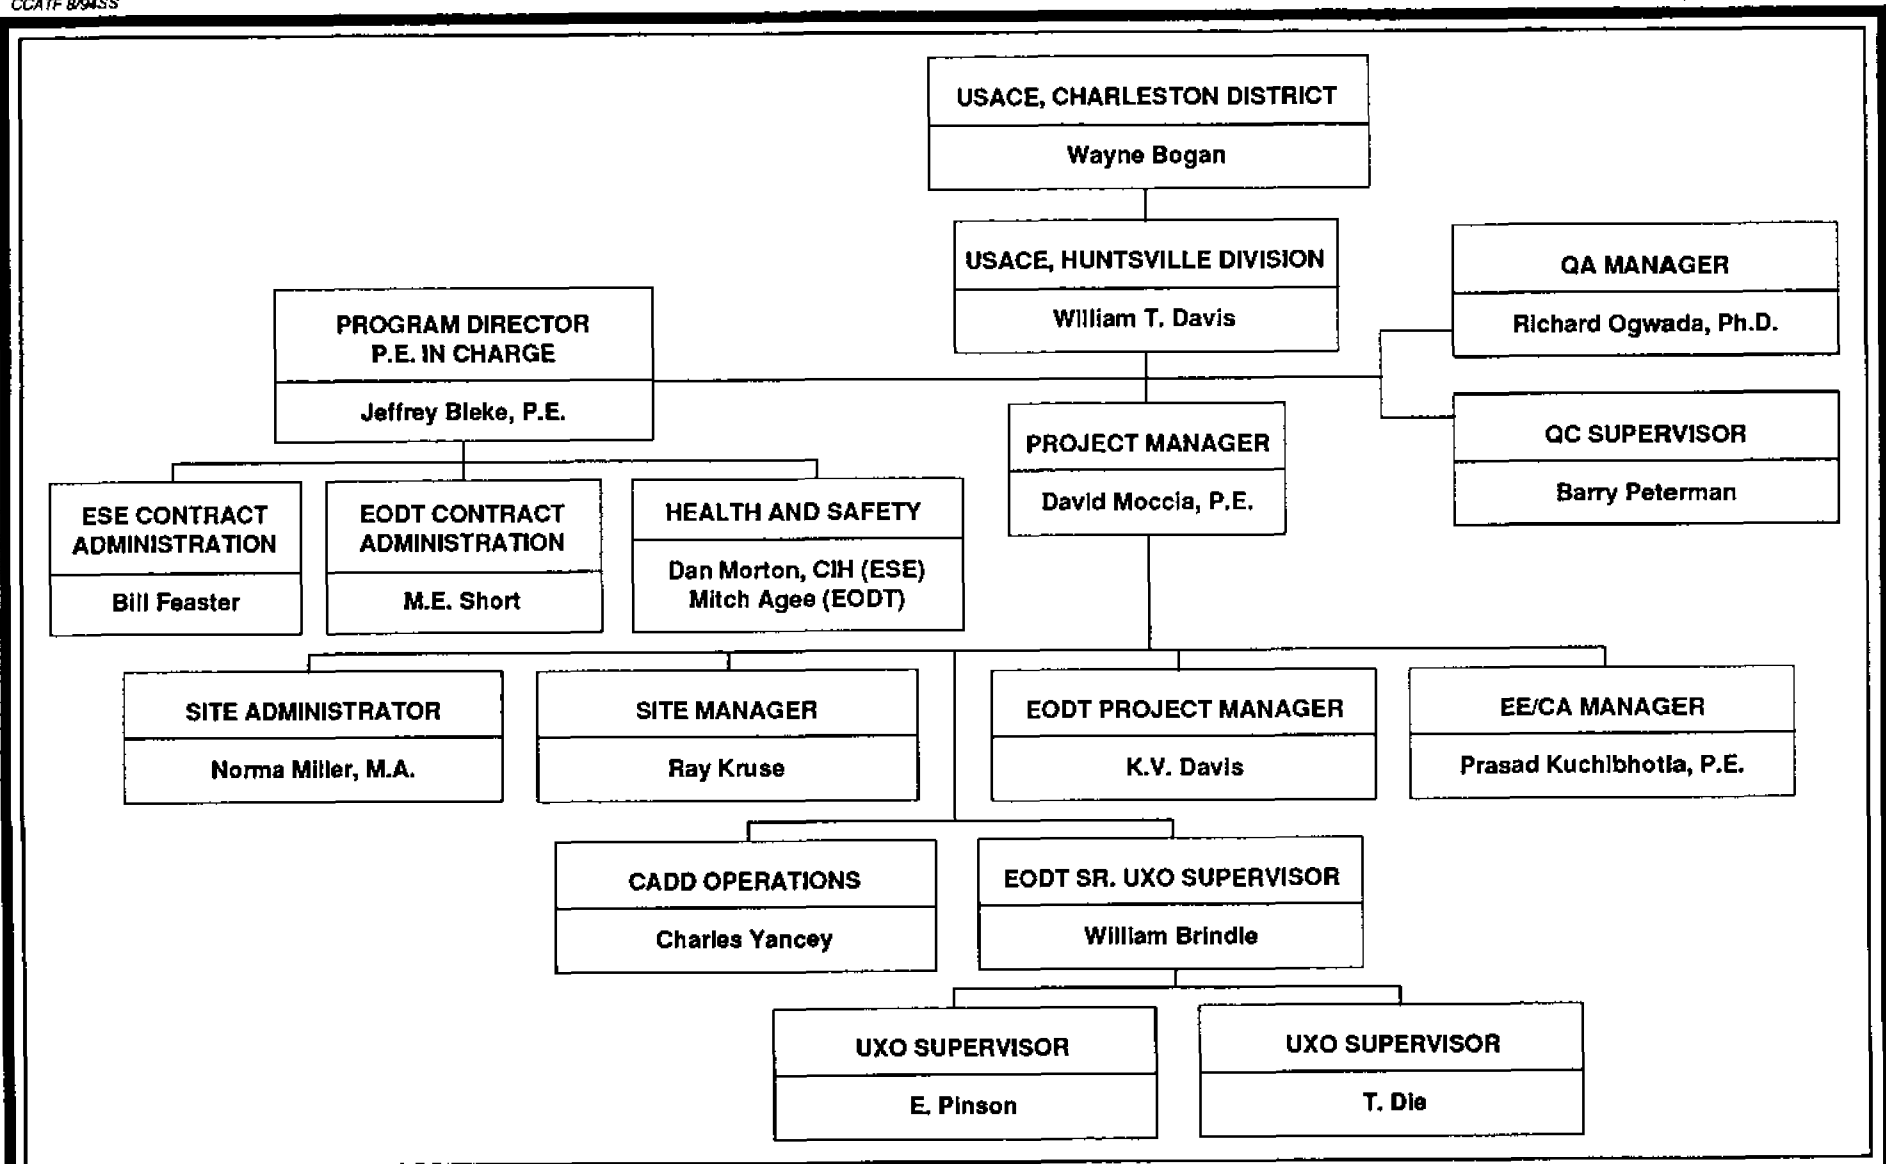 CCATF 8/94SS
USACE, CHARLESTON DISTRICT
Wayne Bogan
USACE, HUNTSVILLE DIVISION
William T. Davis
QA MANAGER
Richard Ogwada, Ph.D.
PROGRAM DIRECTOR
P.E. IN CHARGE
Jeffrey Bleke, P.E.
PROJECT MANAGER
David Moccia, P.E.
QC SUPERVISOR
Barry Peterman
ESE CONTRACT
ADMINISTRATION
Bill Feaster
EODT CONTRACT
ADMINISTRATION
M.E. Short
HEALTH AND SAFETY
Dan Morton, CIH (ESE)
Mitch Agee (EODT)
SITE ADMINISTRATOR
Norma Miller, M.A.
SITE MANAGER
Ray Kruse
EODT PROJECT MANAGER
K.V. Davis
EE/CA MANAGER
Prasad Kuchibhotla, P.E.
CADD OPERATIONS
Charles Yancey
EODT SR. UXO SUPERVISOR
William Brindle
UXO SUPERVISOR
E. Pinson
UXO SUPERVISOR
T. Die